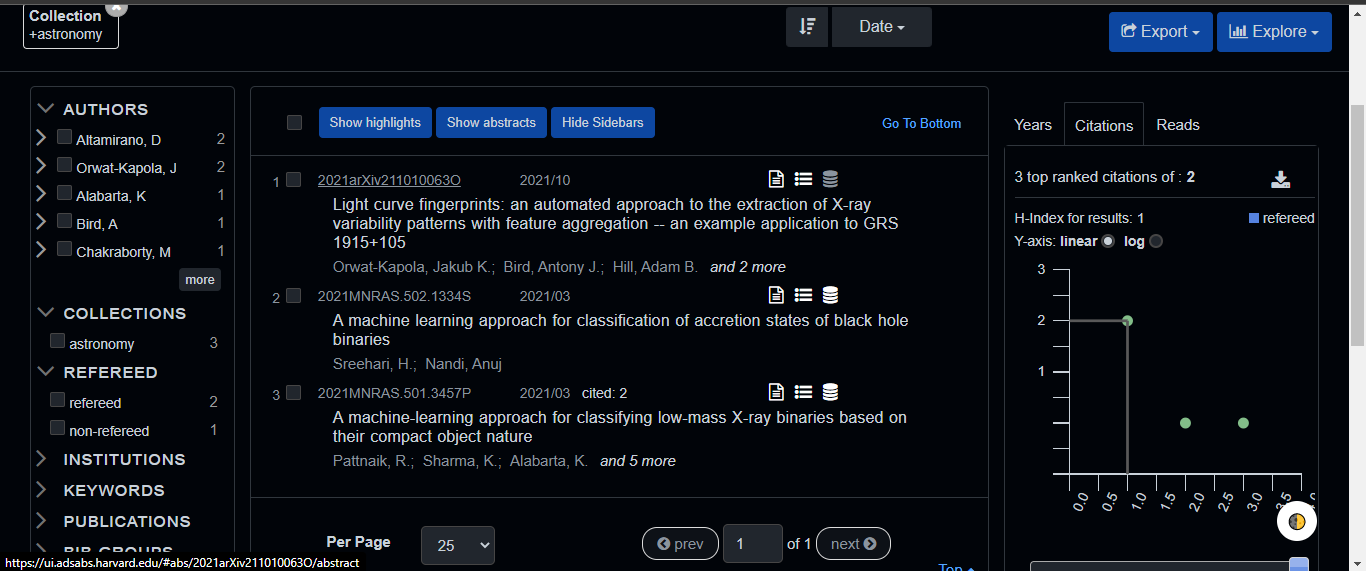 Collection
+astronomy
Date
Export
Explore
AUTHORS
Altamirano, D 2
Orwat-Kapola, J 2
Alabarta, K 1
Bird, A 1
Chakraborty, M 1
more
COLLECTIONS
astronomy 3
REFEREED
refereed 2
non-refereed 1
INSTITUTIONS
KEYWORDS
PUBLICATIONS
BIB GROUPS
Show highlights Show abstracts Hide Sidebars Go To Bottom
1 2021arXiv211010063O 2021/10
Light curve fingerprints: an automated approach to the extraction of X-ray
variability patterns with feature aggregation -- an example application to GRS
1915+105
Orwat-Kapola, Jakub K.; Bird, Antony J.; Hill, Adam B. and 2 more
2 2021MNRAS.502.1334S 2021/03
A machine learning approach for classification of accretion states of black hole
binaries
Sreehari, H.; Nandi, Anuj
3 2021MNRAS.501.3457P 2021/03 cited: 2
A machine-learning approach for classifying low-mass X-ray binaries based on
their compact object nature
Pattnaik, R.; Sharma, K.; Alabarta, K. and 5 more
Per Page 25 prev 1 of 1 next
Top
Years Citations Reads
3 top ranked citations of : 2
H-Index for results: 1 refereed
Y-axis: linear log
3
2
1
0.0 0.5 1.0 1.5 2.0 2.5 3.0 3.5
https://ui.adsabs.harvard.edu/#abs/2021arXiv211010063O/abstract